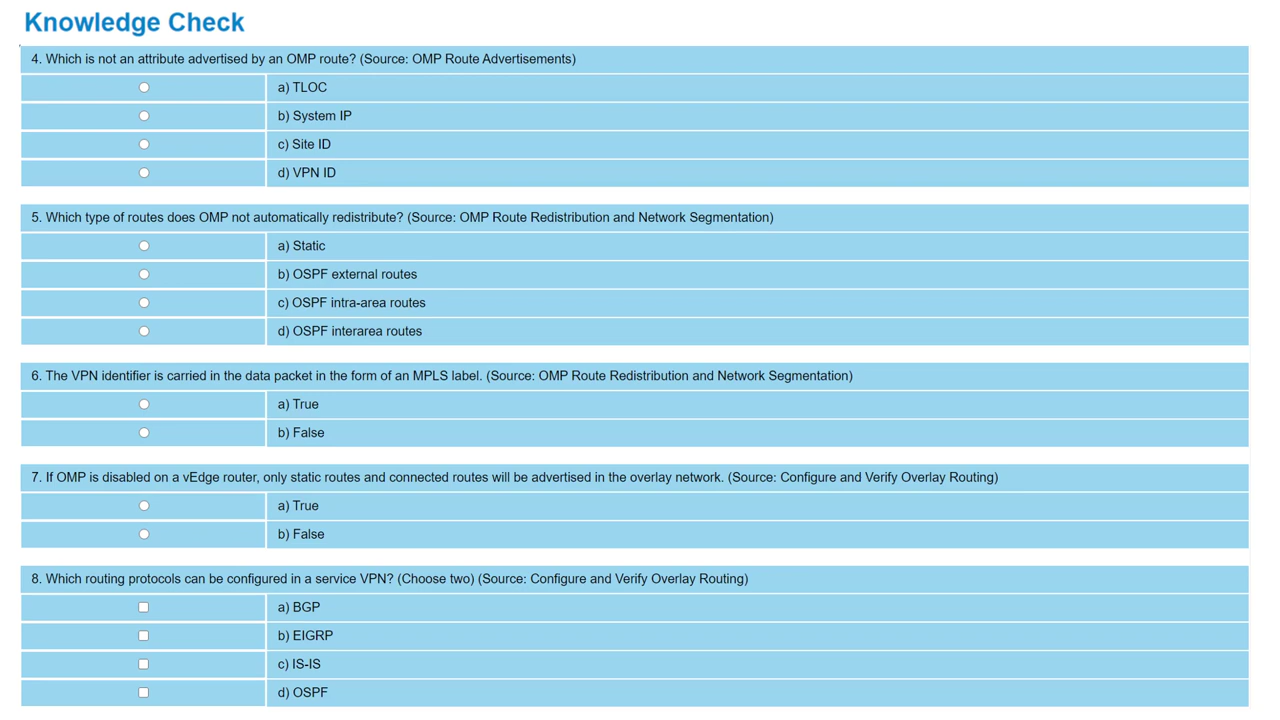 Knowledge Check
4. Which is not an attribute advertised by an OMP route? (Source: OMP Route Advertisements)
a) TLOC
b) System IP
c) Site ID
d) VPN ID
5. Which type of routes does OMP not automatically redistribute? (Source: OMP Route Redistribution and Network Segmentation)
a) Static
b) OSPF external routes
c) OSPF intra-area routes
d) OSPF interarea routes
6. The VPN identifier is carried in the data packet in the form of an MPLS label. (Source: OMP Route Redistribution and Network Segmentation)
a) True
b) False
7. If OMP is disabled on a vEdge router, only static routes and connected routes will be advertised in the overlay network. (Source: Configure and Verify Overlay Routing)
a) True
b) False
8. Which routing protocols can be configured in a service VPN? (Choose two) (Source: Configure and Verify Overlay Routing)
a) BGP
b) EIGRP
c) IS-IS
d) OSPF